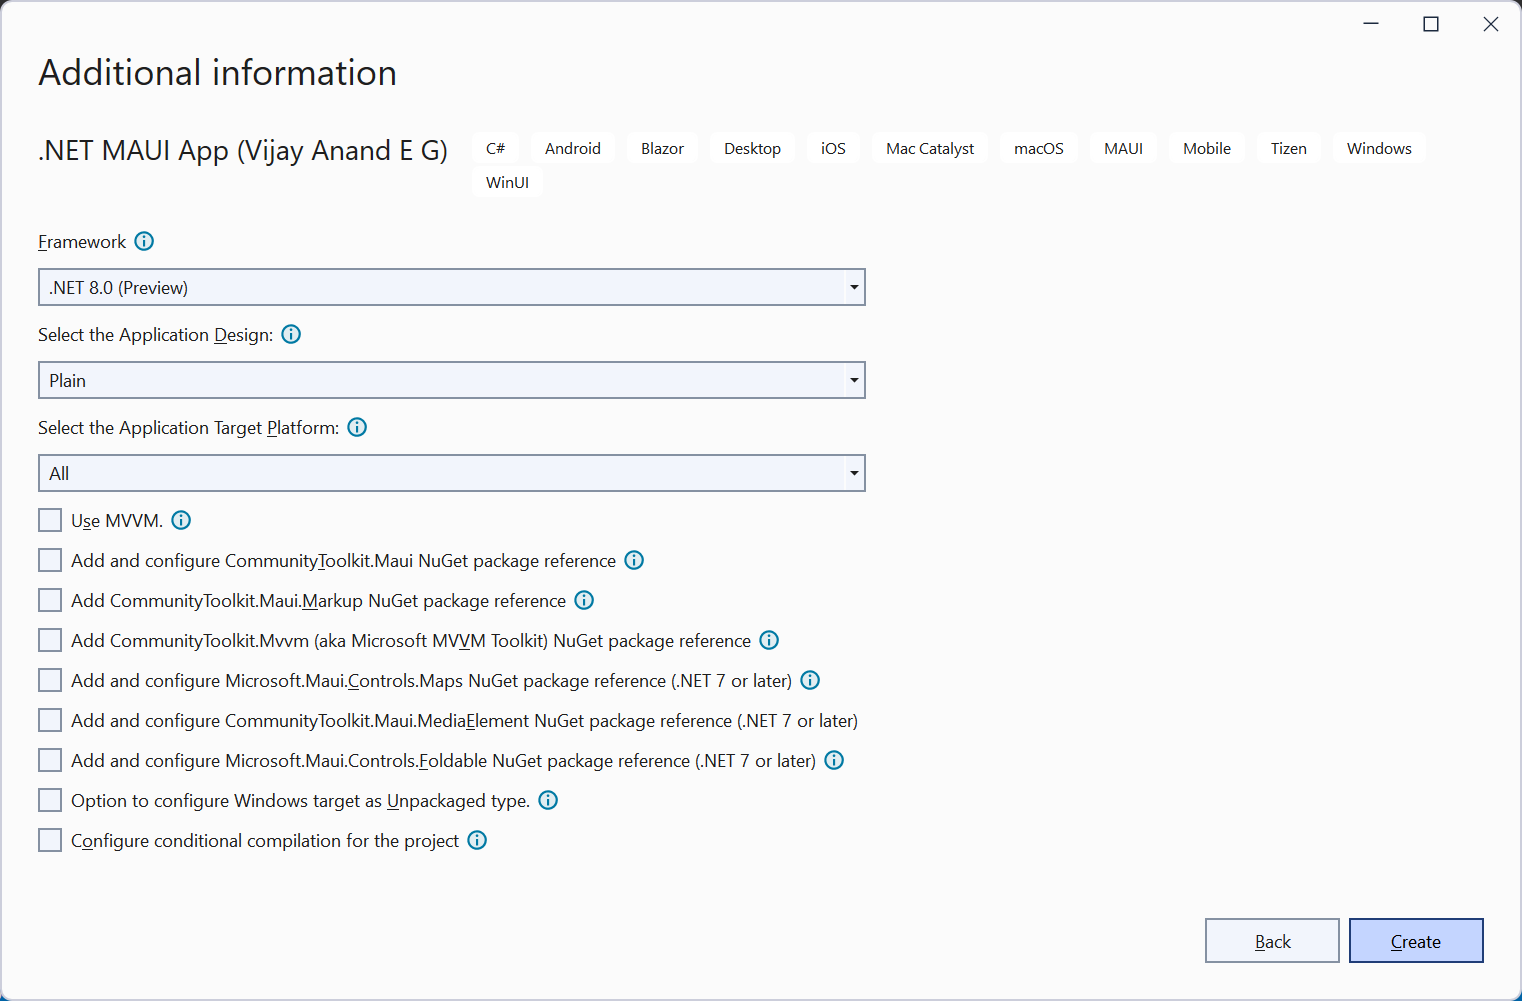 Additional information
.NET MAUI App (Vijay Anand E G)
C# Android Blazor Desktop iOS Mac Catalyst macOS MAUI Mobile Tizen Windows
WinUI
Framework
.NET 8.0 (Preview)
Select the Application Design:
Plain
Select the Application Target Platform:
All
Use MVVM.
Add and configure CommunityToolkit.Maui NuGet package reference
Add CommunityToolkit.Maui.Markup NuGet package reference
Add CommunityToolkit.Mvvm (aka Microsoft MVVM Toolkit) NuGet package reference
Add and configure Microsoft.Maui.Controls.Maps NuGet package reference (.NET 7 or later)
Add and configure CommunityToolkit.Maui.MediaElement NuGet package reference (.NET 7 or later)
Add and configure Microsoft.Maui.Controls.Foldable NuGet package reference (.NET 7 or later)
Option to configure Windows target as Unpackaged type.
Configure conditional compilation for the project
Back Create